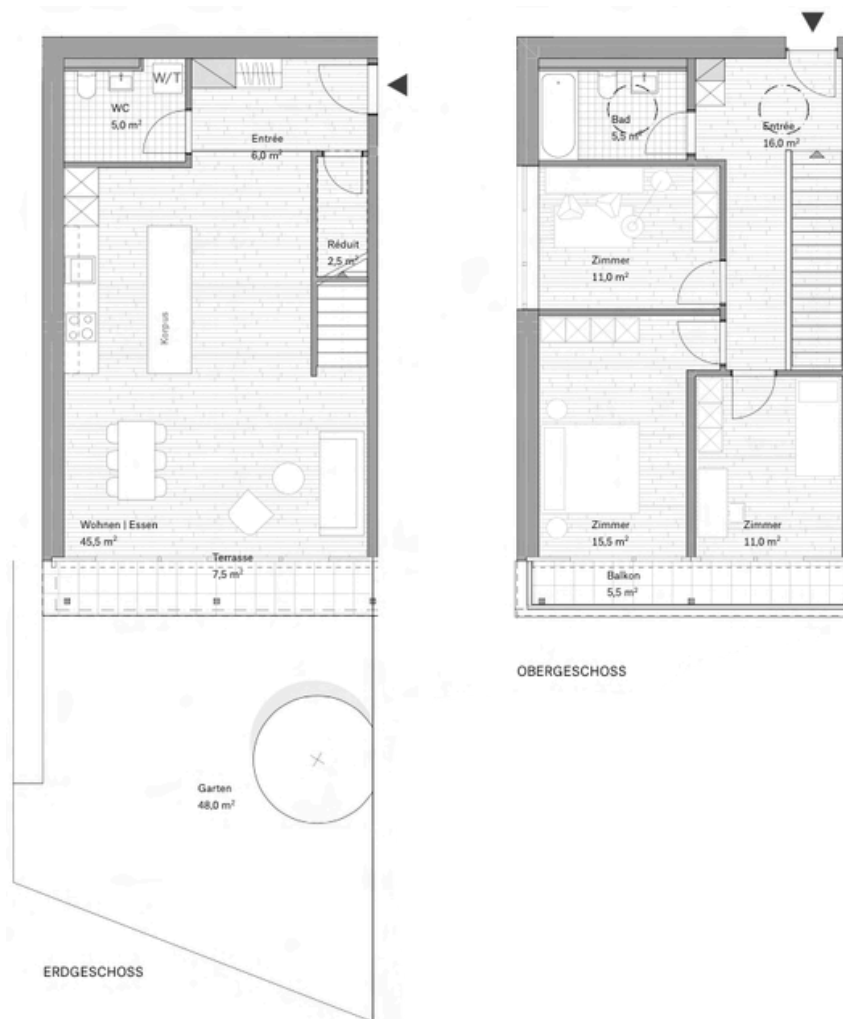 W/T
WC
5,0 m²
Entrée
6,0 m²
Réduit
2,5 m²
Korpus
Wohnen | Essen
45,5 m²
Terrasse
7,5 m²
Garten
48,0 m²
ERDGESCHOSS
Bad
5,5 m²
Entrée
16,0 m²
Zimmer
11,0 m²
Zimmer
15,5 m²
Zimmer
11,0 m²
Balkon
5,5 m²
OBERGESCHOSS